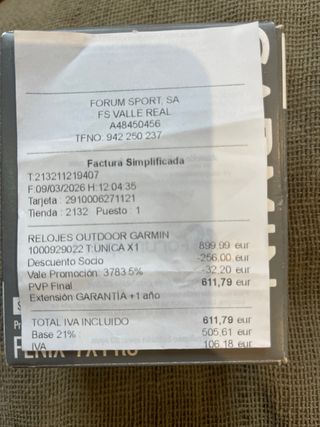 FORUM SPORT, SA
FS VALLE REAL
A48450456
TFNO: 942 250 237
Factura Simplificada
T:213211219407
F:09/03/2026 H:12:04:35
Tarjeta : 2910006271121
Tienda : 2132 Puesto : 1
RELOJES OUTDOOR GARMIN
1000929022 T:UNICA X1 899,99 eur
Descuento Socio -256,00 eur
Vale Promoción: 3783 5% -32,20 eur
PVP Final 611,79 eur
Extensión GARANTÍA +1 año
TOTAL IVA INCLUIDO 611,79 eur
Base 21% : 505,61 eur
IVA 106,18 eur